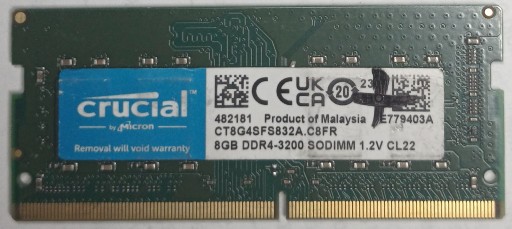 crucial
by Micron
Removal will void warranty
CE UK CA 20 23
482181 Product of Malaysia E779403A
CT8G4SFS832A.C8FR
8GB DDR4-3200 SODIMM 1.2V CL22